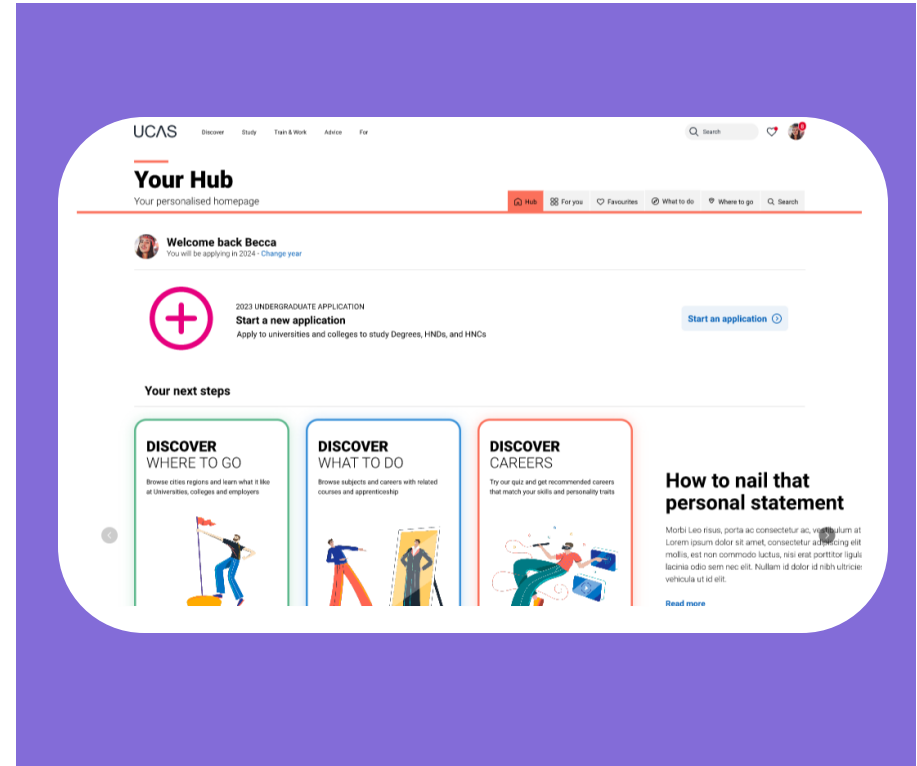 UCAS Discover Study Train & Work Advice For Search
Your Hub
Your personalised homepage
Hub For you Favourites What to do Where to go Search
Welcome back Becca
You will be applying in 2024 - Change year
2023 UNDERGRADUATE APPLICATION
Start a new application
Apply to universities and colleges to study Degrees, HNDs, and HNCs
Start an application
Your next steps
DISCOVER
WHERE TO GO
Browse cities regions and learn what it like
at Universities, colleges and employers
DISCOVER
WHAT TO DO
Browse subjects and careers with related
courses and apprenticeship
DISCOVER
CAREERS
Try our quiz and get recommended careers
that match your skills and personality traits
How to nail that
personal statement
Morbi Leo risus, porta ac consectetur ac, vestibulum at
Lorem ipsum dolor sit amet, consectetur adipiscing elit
mollis, est non commodo luctus, nisi erat porttitor ligula
lacinia odio sem nec elit. Nullam id dolor id nibh ultricies
vehicula ut id elit.
Read more